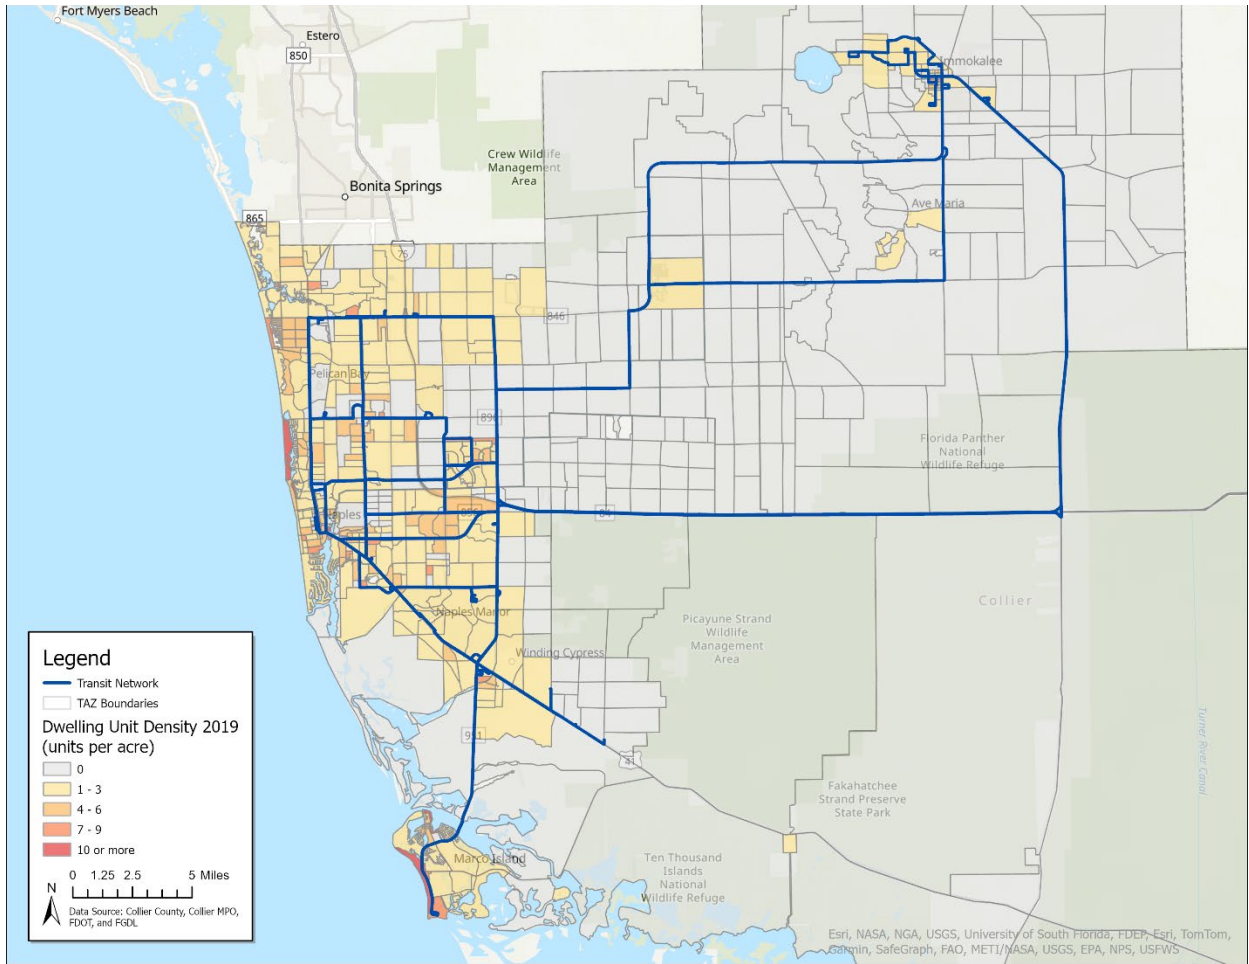 Fort Myers Beach
Estero
850
Immokalee
Crew Wildlife
Management
Area
Bonita Springs
Ave Maria
865
75
846
Pelican Bay
896
Florida Panther
National
Wildlife Refuge
Naples
856
84
Collier
Naples Manor
Picayune Strand
Wildlife
Management
Area
Winding Cypress
951
41
Turner River Canal
Fakahatchee
Strand Preserve
State Park
Marco Island
Ten Thousand
Islands
National
Wildlife Refuge
Legend
Transit Network
TAZ Boundaries
Dwelling Unit Density 2019
(units per acre)
0
1 - 3
4 - 6
7 - 9
10 or more
0 1.25 2.5 5 Miles
N
Data Source: Collier County, Collier MPO,
FDOT, and FGDL
Esri, NASA, NGA, USGS, University of South Florida, FDEP, Esri, TomTom,
Garmin, SafeGraph, FAO, METI/NASA, USGS, EPA, NPS, USFWS